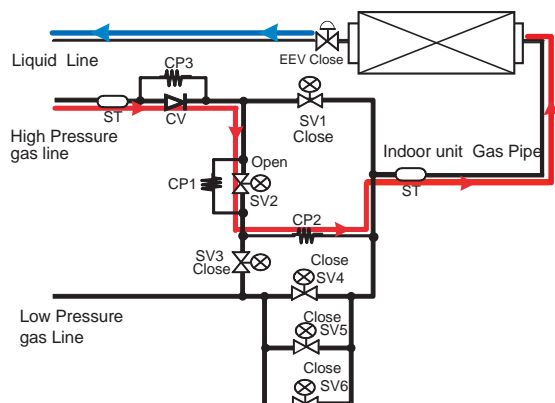 Liquid Line
EEV Close
CP3
ST
CV
High Pressure
gas line
SV1
Close
Open
Indoor unit Gas Pipe
ST
CP1
SV2
CP2
SV3
Close
Close
SV4
Low Pressure
gas Line
Close
SV5
Close
SV6